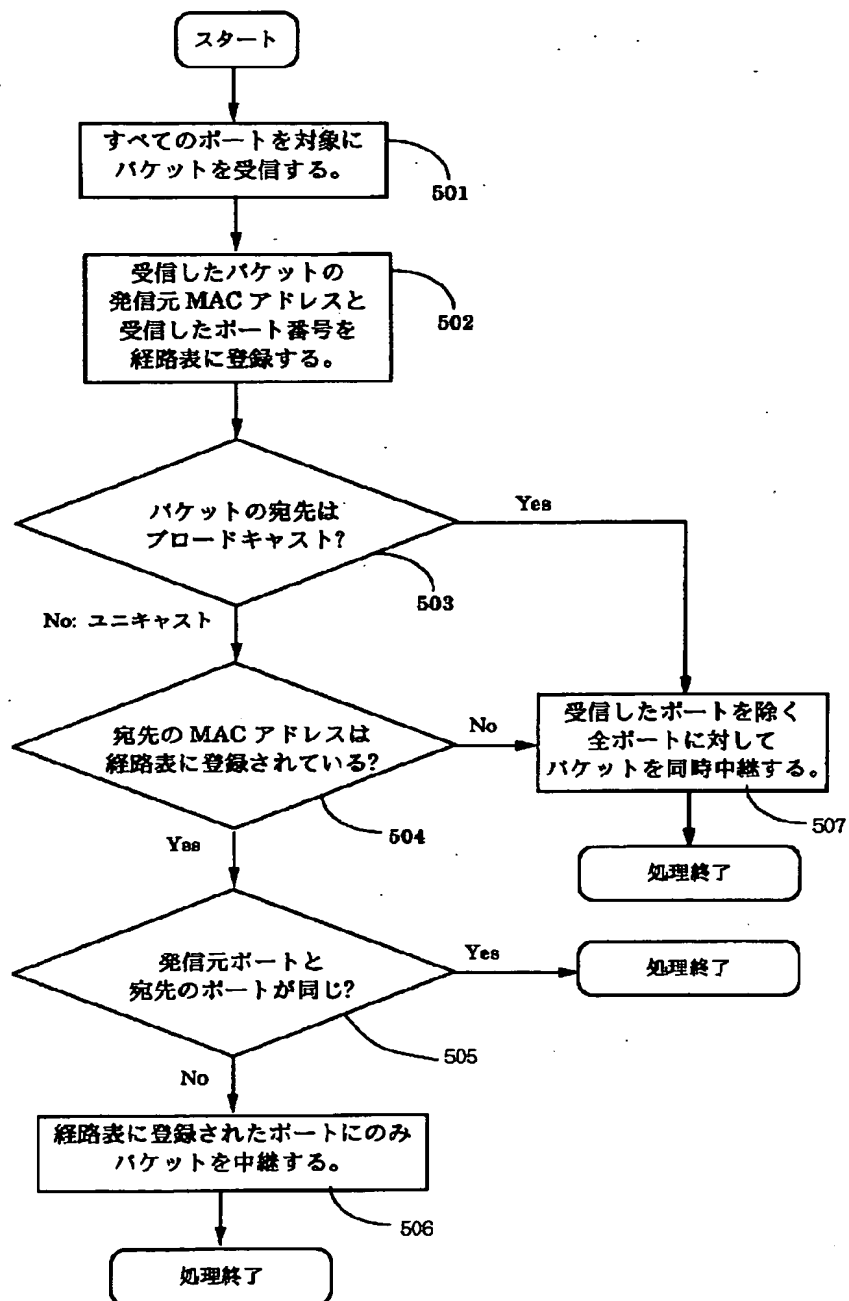 スタート
すべてのポートを対象に
パケットを受信する。
501
受信したパケットの
発信元 MAC アドレスと
受信したポート番号を
経路表に登録する。
502
パケットの宛先は
ブロードキャスト?
Yes
503
No: ユニキャスト
宛先の MAC アドレスは
経路表に登録されている?
No
504
Yes
受信したポートを除く
全ポートに対して
パケットを同時中継する。
507
処理終了
発信元ポートと
宛先のポートが同じ?
Yes
処理終了
505
No
経路表に登録されたポートにのみ
パケットを中継する。
506
処理終了